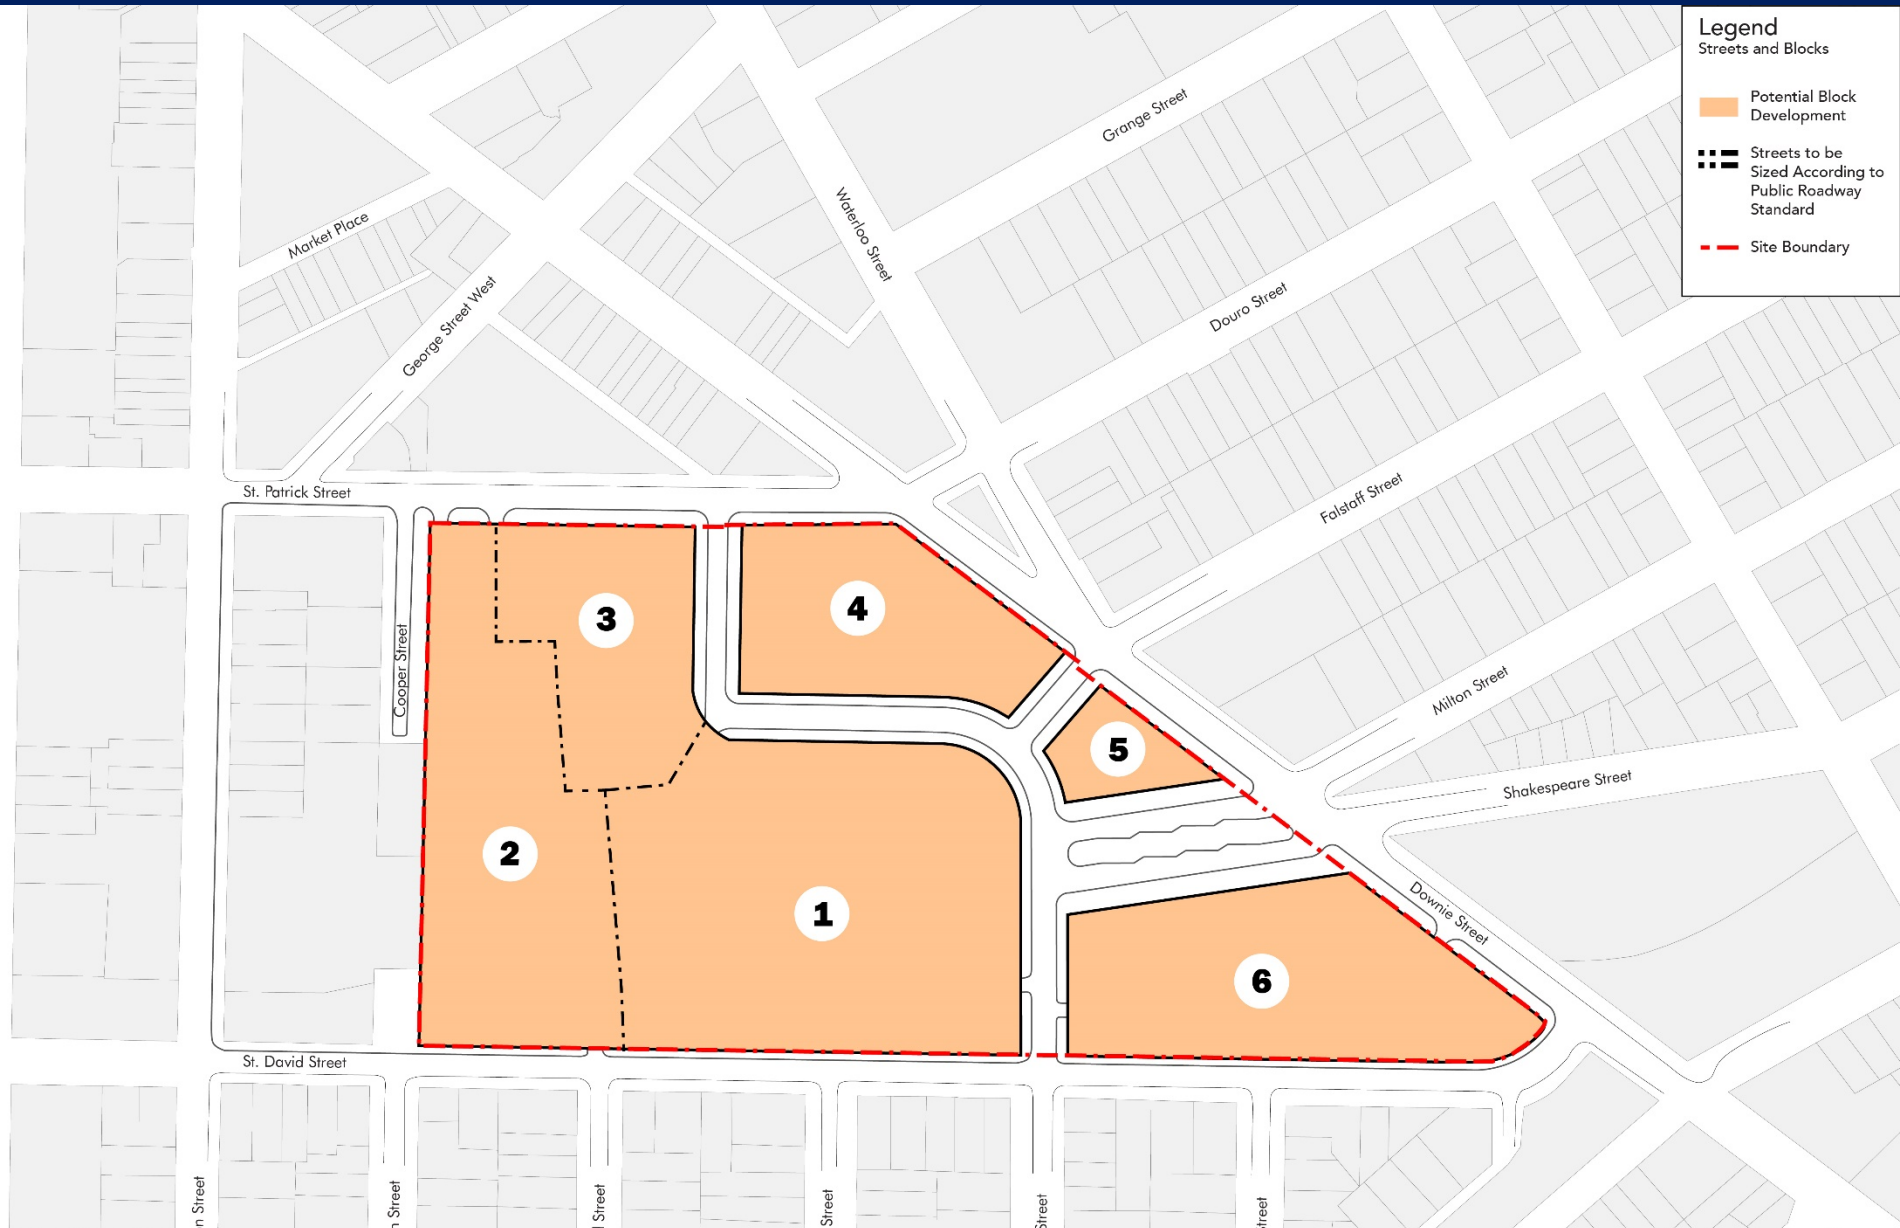 Legend
Streets and Blocks
Potential Block
Development
Streets to be
Sized According to
Public Roadway
Standard
Site Boundary
Grange Street
Waterloo Street
Market Place
George Street West
Douro Street
St. Patrick Street
Falstaff Street
3
4
Cooper Street
Milton Street
5
Shakespeare Street
2
1
Downie Street
6
St. David Street
Street
Street
Street
Street
Street